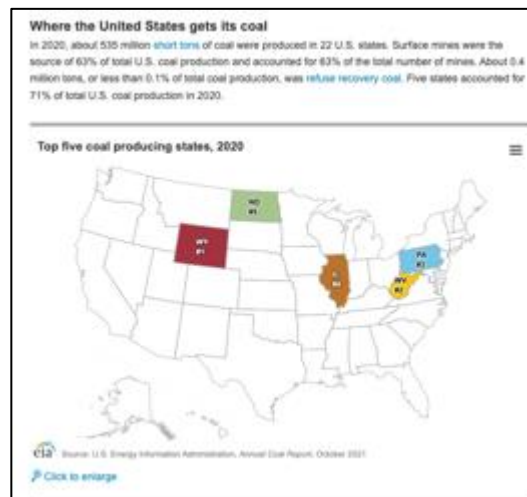 Where the United States gets its coal
In 2020, about 535 million short tons of coal were produced in 22 U.S. states. Surface mines were the
source of 63% of total U.S. coal production and accounted for 63% of the total number of mines. About 0.4
million tons, or less than 0.1% of total coal production, was refuse recovery coal. Five states accounted for
71% of total U.S. coal production in 2020.
Top five coal producing states, 2020
ND
WY
#1
IL
PA
WV
eia Source: U.S. Energy Information Administration, Annual Coal Report, October 2021
Click to enlarge